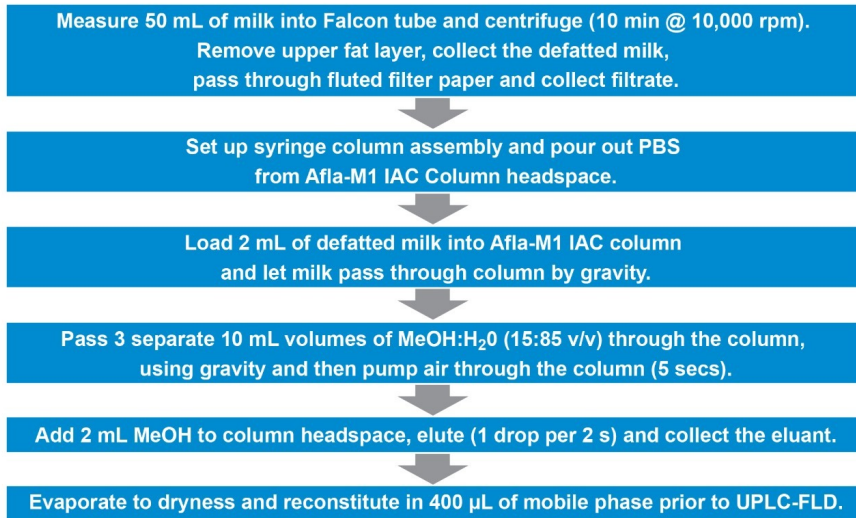 Measure 50 mL of milk into Falcon tube and centrifuge (10 min @ 10,000 rpm).
Remove upper fat layer, collect the defatted milk,
pass through fluted filter paper and collect filtrate.
Set up syringe column assembly and pour out PBS
from Afla-M1 IAC Column headspace.
Load 2 mL of defatted milk into Afla-M1 IAC column
and let milk pass through column by gravity.
Pass 3 separate 10 mL volumes of MeOH:H₂0 (15:85 v/v) through the column,
using gravity and then pump air through the column (5 secs).
Add 2 mL MeOH to column headspace, elute (1 drop per 2 s) and collect the eluant.
Evaporate to dryness and reconstitute in 400 µL of mobile phase prior to UPLC-FLD.